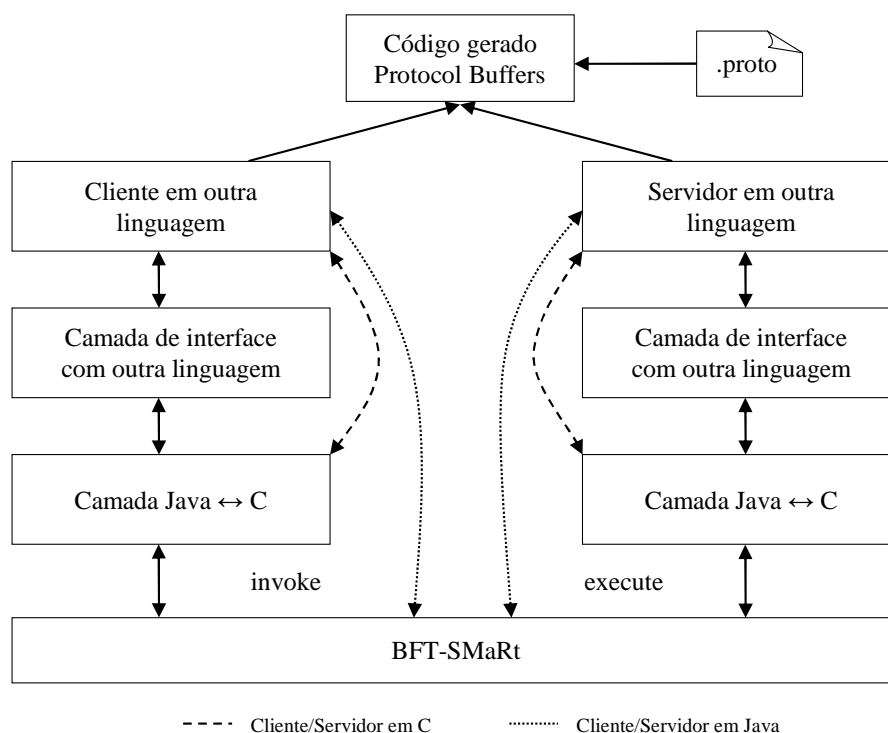 Código gerado
Protocol Buffers
.proto
Cliente em outra
linguagem
Servidor em outra
linguagem
Camada de interface
com outra linguagem
Camada de interface
com outra linguagem
Camada Java ↔ C
Camada Java ↔ C
invoke
execute
BFT-SMaRt
Cliente/Servidor em C
Cliente/Servidor em Java